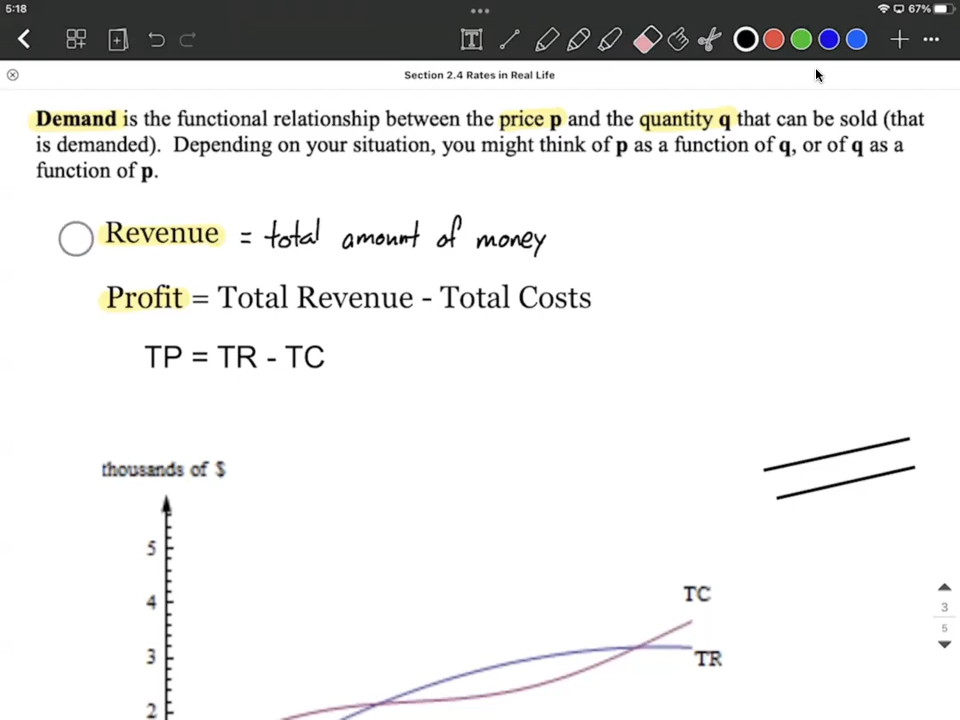 5:18
67%
Section 2.4 Rates in Real Life
Demand is the functional relationship between the price p and the quantity q that can be sold (that
is demanded). Depending on your situation, you might think of p as a function of q, or of q as a
function of p.
Revenue = total amount of money
Profit = Total Revenue - Total Costs
TP = TR - TC
thousands of $
5
4
TC
3
TR
2
3
5